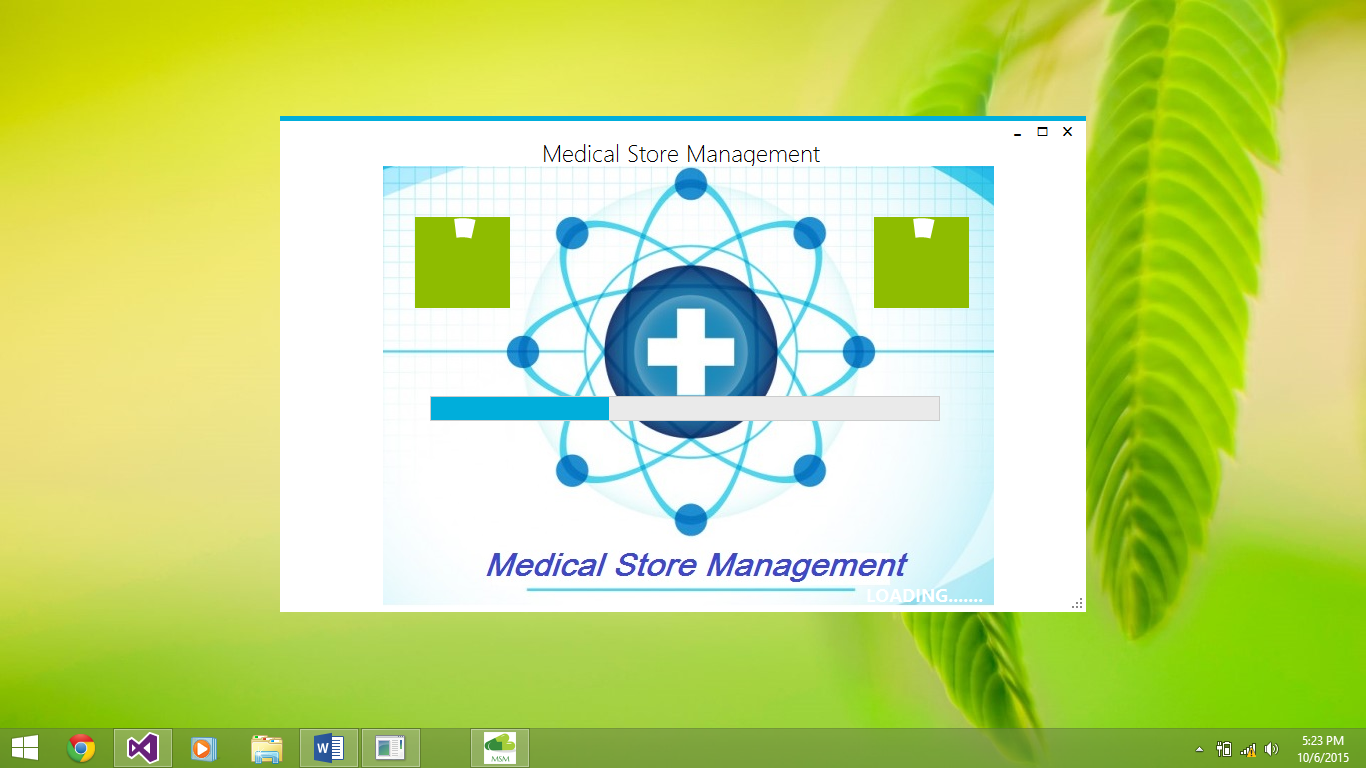 Medical Store Management
Medical Store Management
LOADING.......
MSM
5:23 PM
10/6/2015